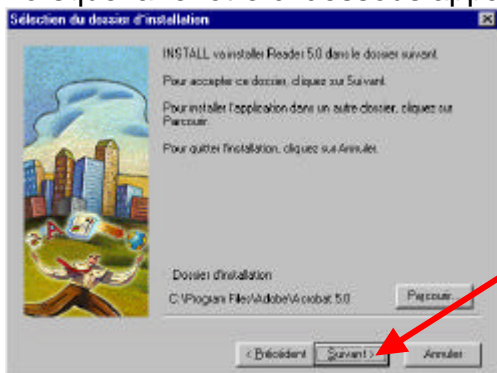 Sélection du dossier d'installation
INSTALL va installer Reader 5.0 dans le dossier suivant.
Pour accepter ce dossier, cliquez sur Suivant.
Pour installer l'application dans un autre dossier, cliquez sur
Parcourir.
Pour quitter l'installation, cliquez sur Annuler.
Dossier d'installation
C:\Program Files\Adobe\Acrobat 5.0
Parcourir...
< Précédent
Suivant >
Annuler